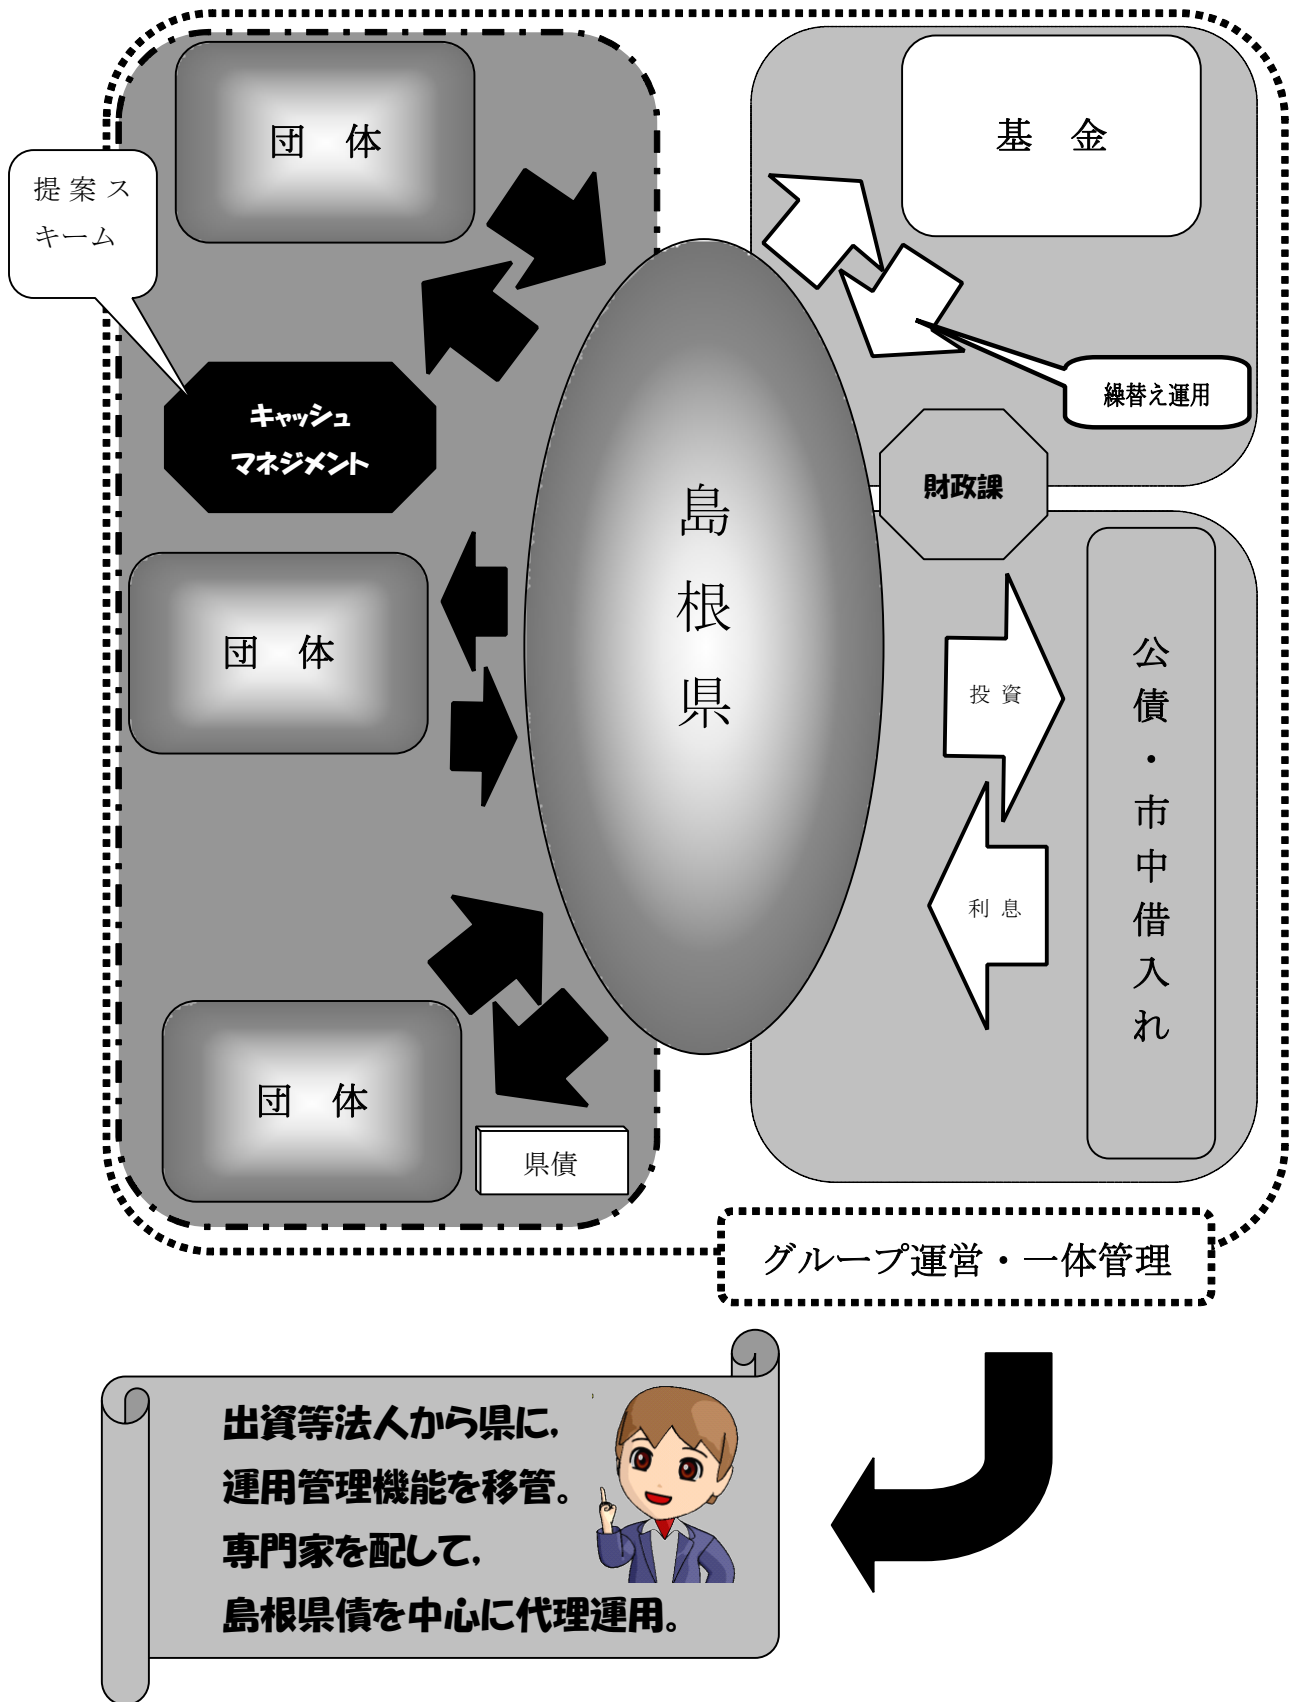 団　体
基　金
提案ス
キーム
繰替え運用
キャッシュ
マネジメント
財政課
島根県
団　体
投資
公債・市中借入れ
利息
団　体
県債
グループ運営・一体管理
出資等法人から県に,
運用管理機能を移管。
専門家を配して,
島根県債を中心に代理運用。